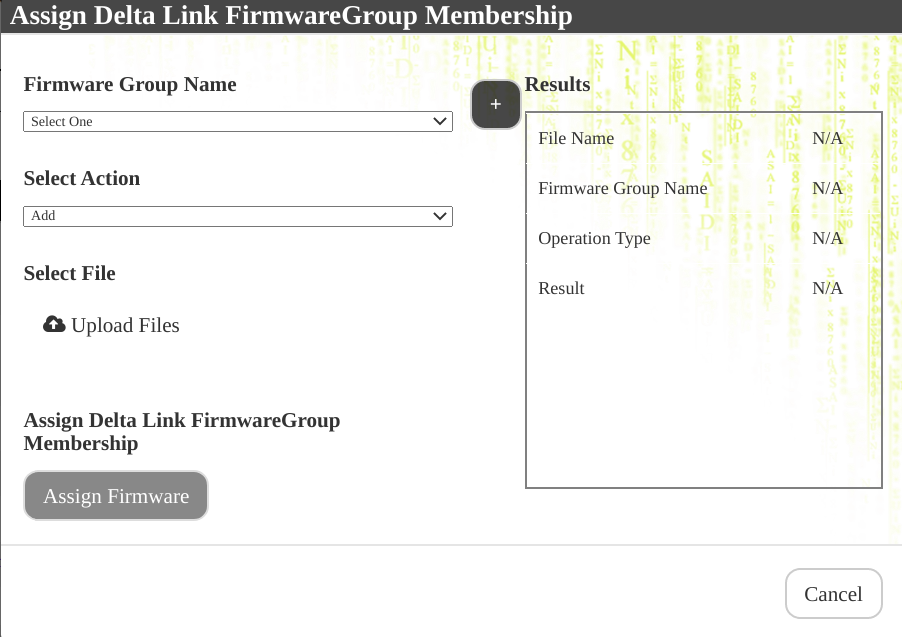 Assign Delta Link FirmwareGroup Membership
Firmware Group Name
Select One
+
Select Action
Add
Select File
Upload Files
Assign Delta Link FirmwareGroup
Membership
Assign Firmware
Results
File Name N/A
Firmware Group Name N/A
Operation Type N/A
Result N/A
Cancel